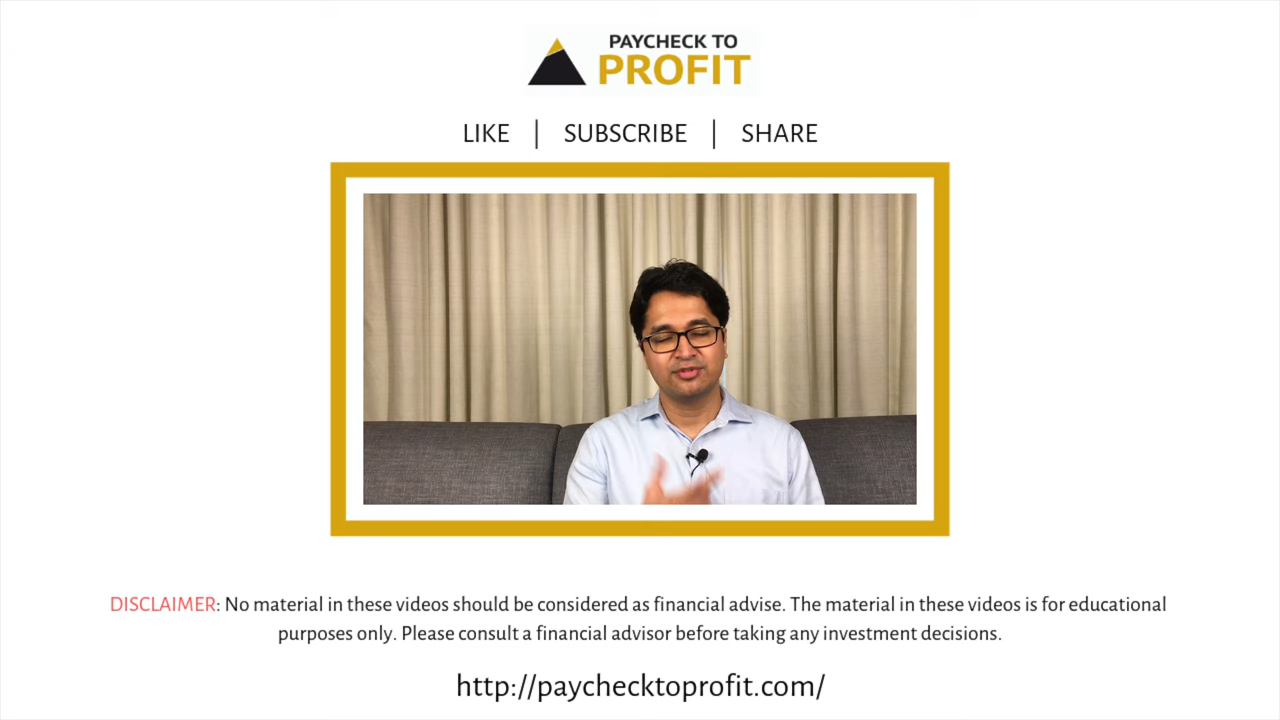 PAYCHECK TO
PROFIT
LIKE | SUBSCRIBE | SHARE
DISCLAIMER: No material in these videos should be considered as financial advise. The material in these videos is for educational
purposes only. Please consult a financial advisor before taking any investment decisions.
http://paychecktoprofit.com/